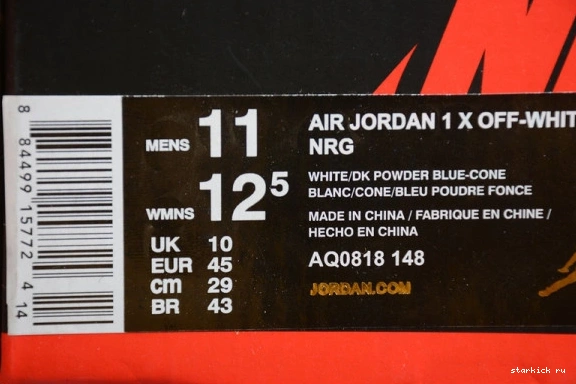 8 84499 15772 4 14
MENS 11
WMNS 12 5
UK 10
EUR 45
cm 29
BR 43
AIR JORDAN 1 X OFF-WHIT
NRG
WHITE/DK POWDER BLUE-CONE
BLANC/CONE/BLEU POUDRE FONCE
MADE IN CHINA / FABRIQUE EN CHINE /
HECHO EN CHINA
AQ0818 148
JORDAN.COM
starkick ru